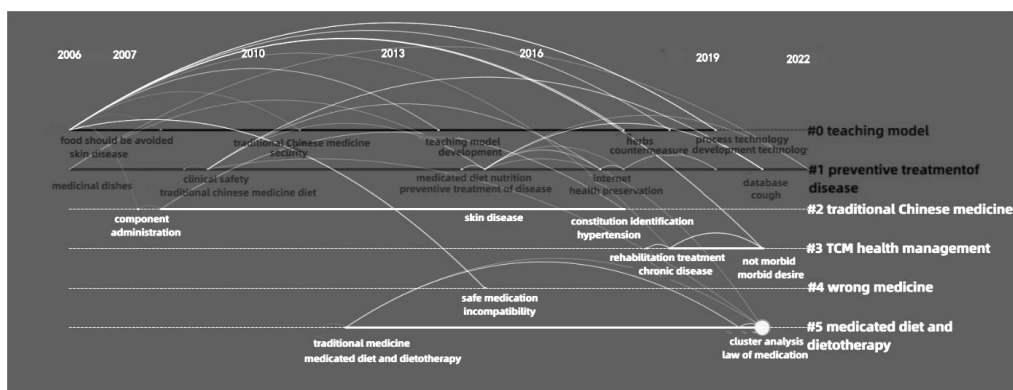 2006 2007 2010 2013 2016 2019 2022
food should be avoided
skin disease
traditional Chinese medicine
security
teaching model
development
herbs
countermeasure
process technology
development technology
#0 teaching model
medicinal dishes
clinical safety
traditional chinese medicine diet
medicated diet nutrition
preventive treatment of disease
internet
health preservation
database
cough
#1 preventive treatmentof
disease
component
administration
skin disease
constitution identification
hypertension
#2 traditional Chinese medicine
rehabilitation treatment
chronic disease
not morbid
morbid desire
#3 TCM health management
safe medication
incompatibility
#4 wrong medicine
traditional medicine
medicated diet and dietotherapy
cluster analysis
law of medication
#5 medicated diet and
dietotherapy